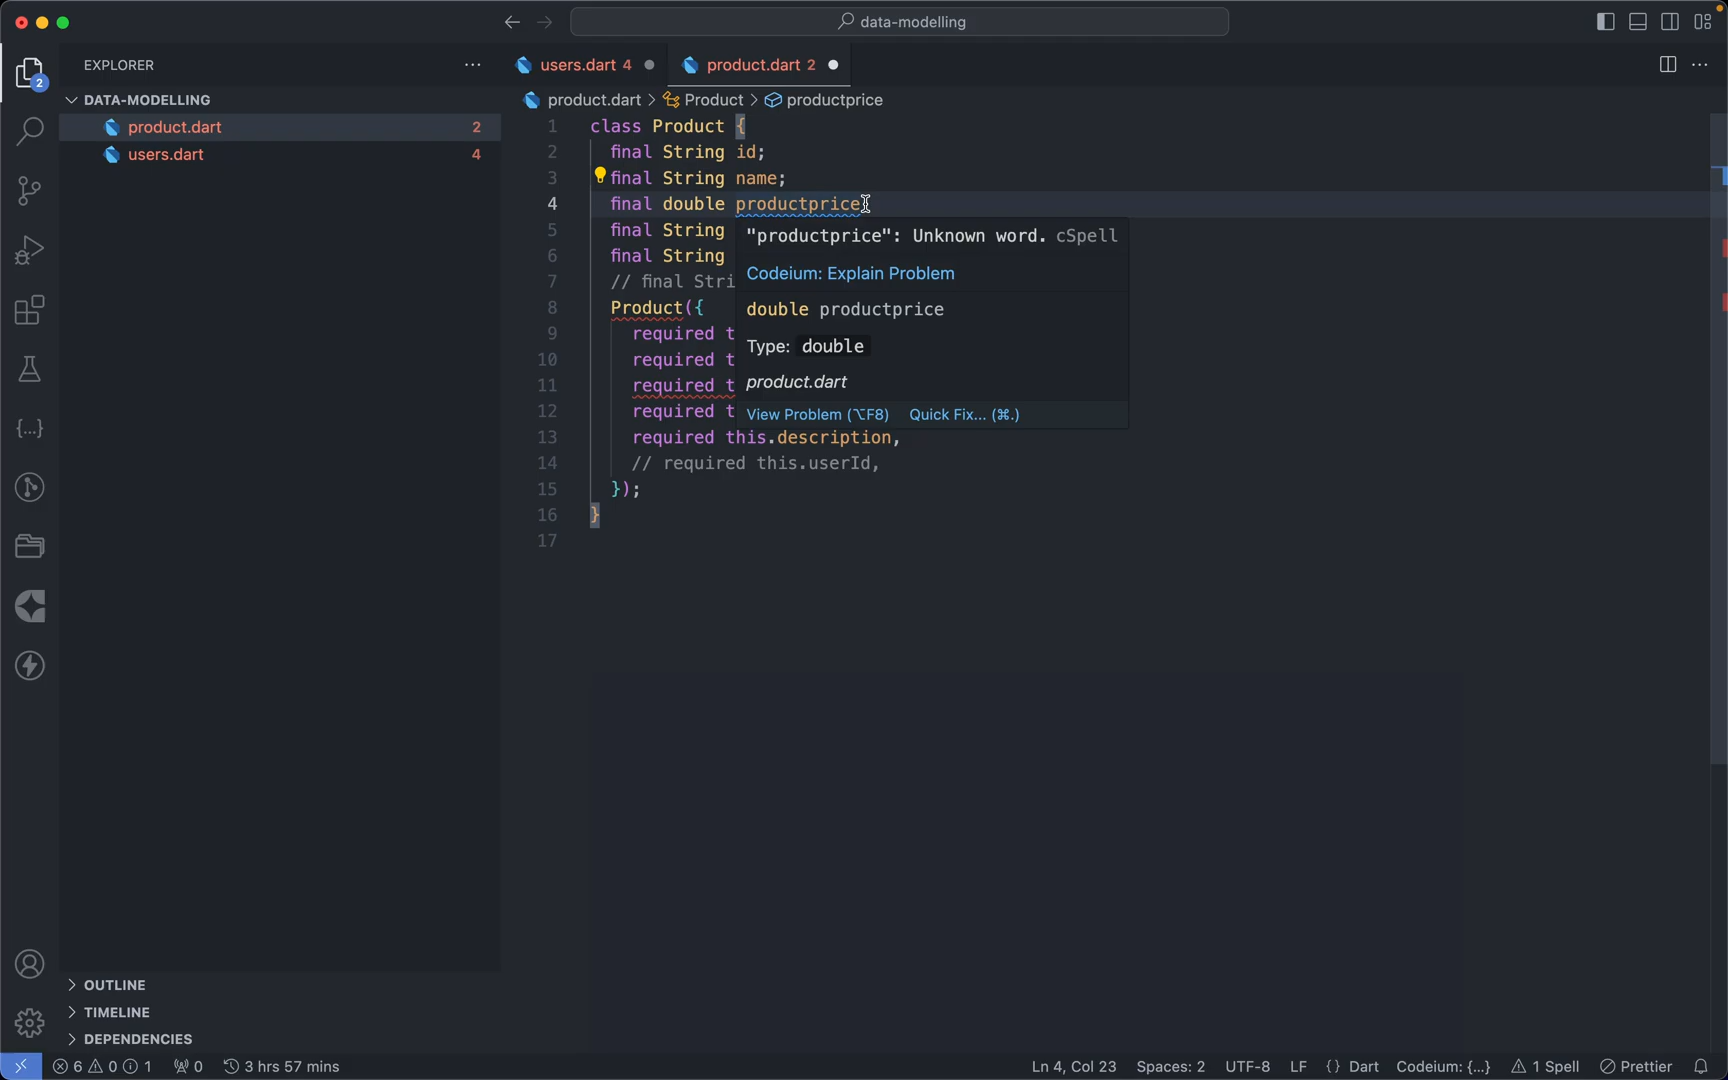 data-modelling
2
EXPLORER
users.dart 4
product.dart 2
DATA-MODELLING
product.dart > Product > productprice
product.dart 2
users.dart 4
1 class Product {
2 final String id;
3 final String name;
4 final double productprice
5 final String
6 final String
7 // final Stri
8 Product({
9 required t
10 required t
11 required t
12 required t
13 required this.description,
14 // required this.userId,
15 });
16 }
17
"productprice": Unknown word. cSpell
Codeium: Explain Problem
double productprice
Type: double
product.dart
View Problem (⌥F8) Quick Fix... (⌘.)
OUTLINE
TIMELINE
DEPENDENCIES
6 0 1 0 3 hrs 57 mins Ln 4, Col 23 Spaces: 2 UTF-8 LF {} Dart Codeium: {...} 1 Spell Prettier